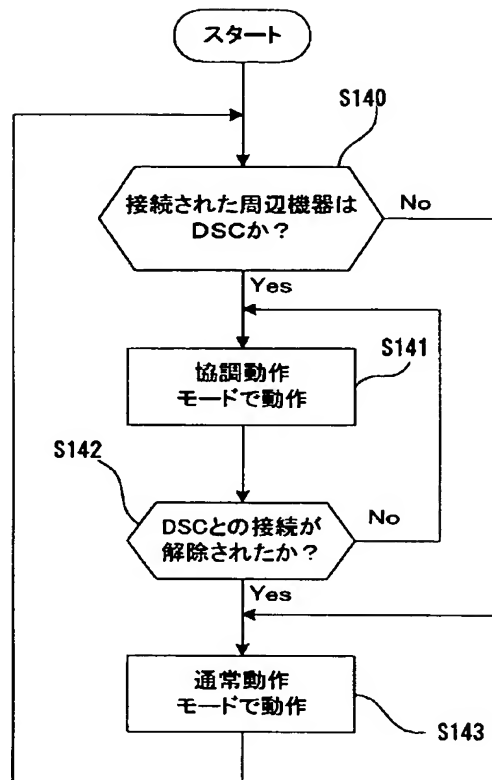 スタート
S140
接続された周辺機器は
DSCか？
No
Yes
S141
協調動作
モードで動作
S142
DSCとの接続が
解除されたか？
No
Yes
通常動作
モードで動作
S143